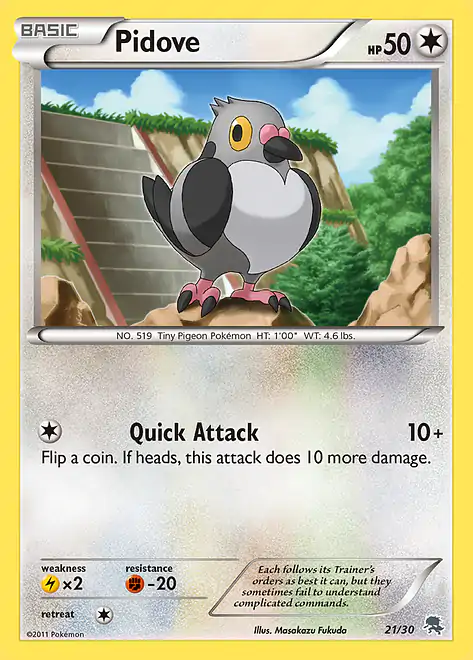 BASIC Pidove HP50
NO. 519 Tiny Pigeon Pokémon HT: 1'00" WT: 4.6 lbs.
Quick Attack 10+
Flip a coin. If heads, this attack does 10 more damage.
weakness resistance
×2 -20
retreat
Each follows its Trainer's
orders as best it can, but they
sometimes fail to understand
complicated commands.
©2011 Pokémon Illus. Masakazu Fukuda 21/30